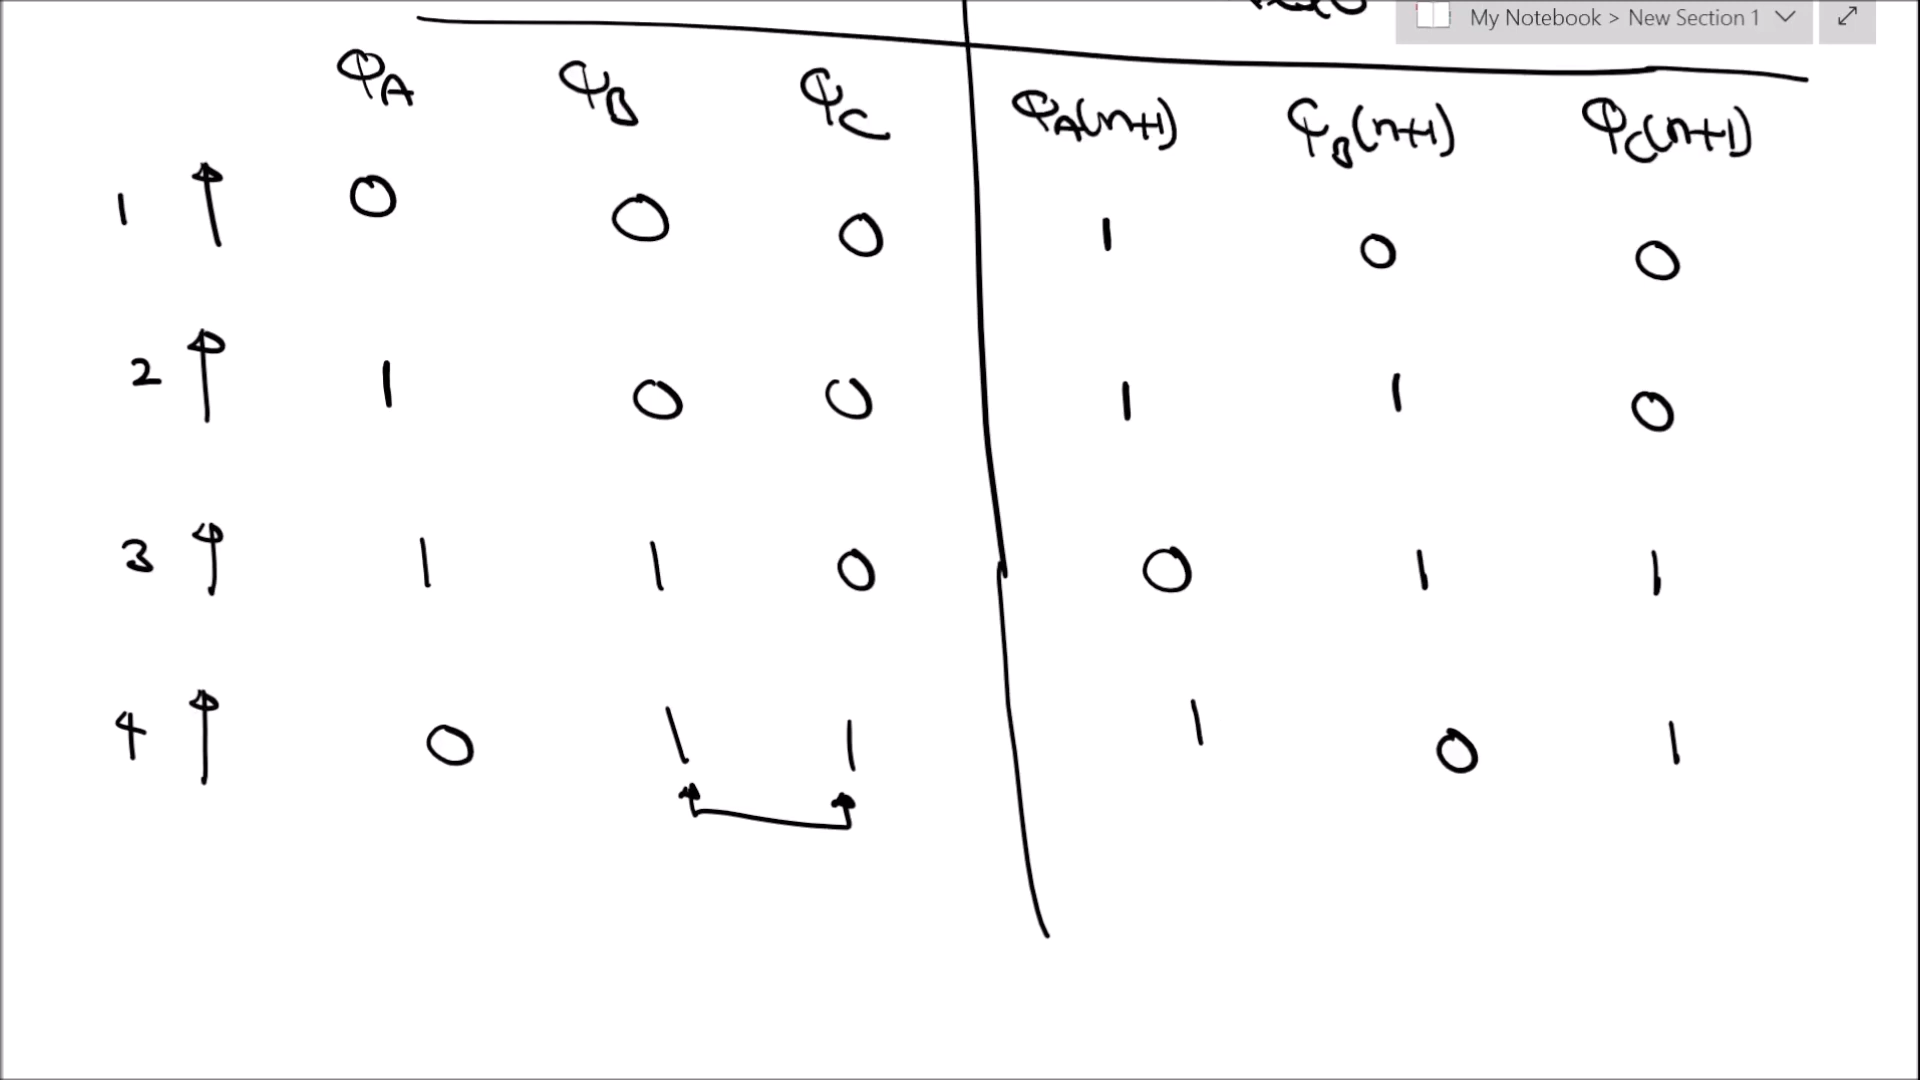 My Notebook > New Section 1
QA QB QC QA(n+1) QB(n+1) QC(n+1)
1 ↑ 0 0 0 1 0 0
2 ↑ 1 0 0 1 1 0
3 ↑ 1 1 0 0 1 1
4 ↑ 0 1 1 1 0 1